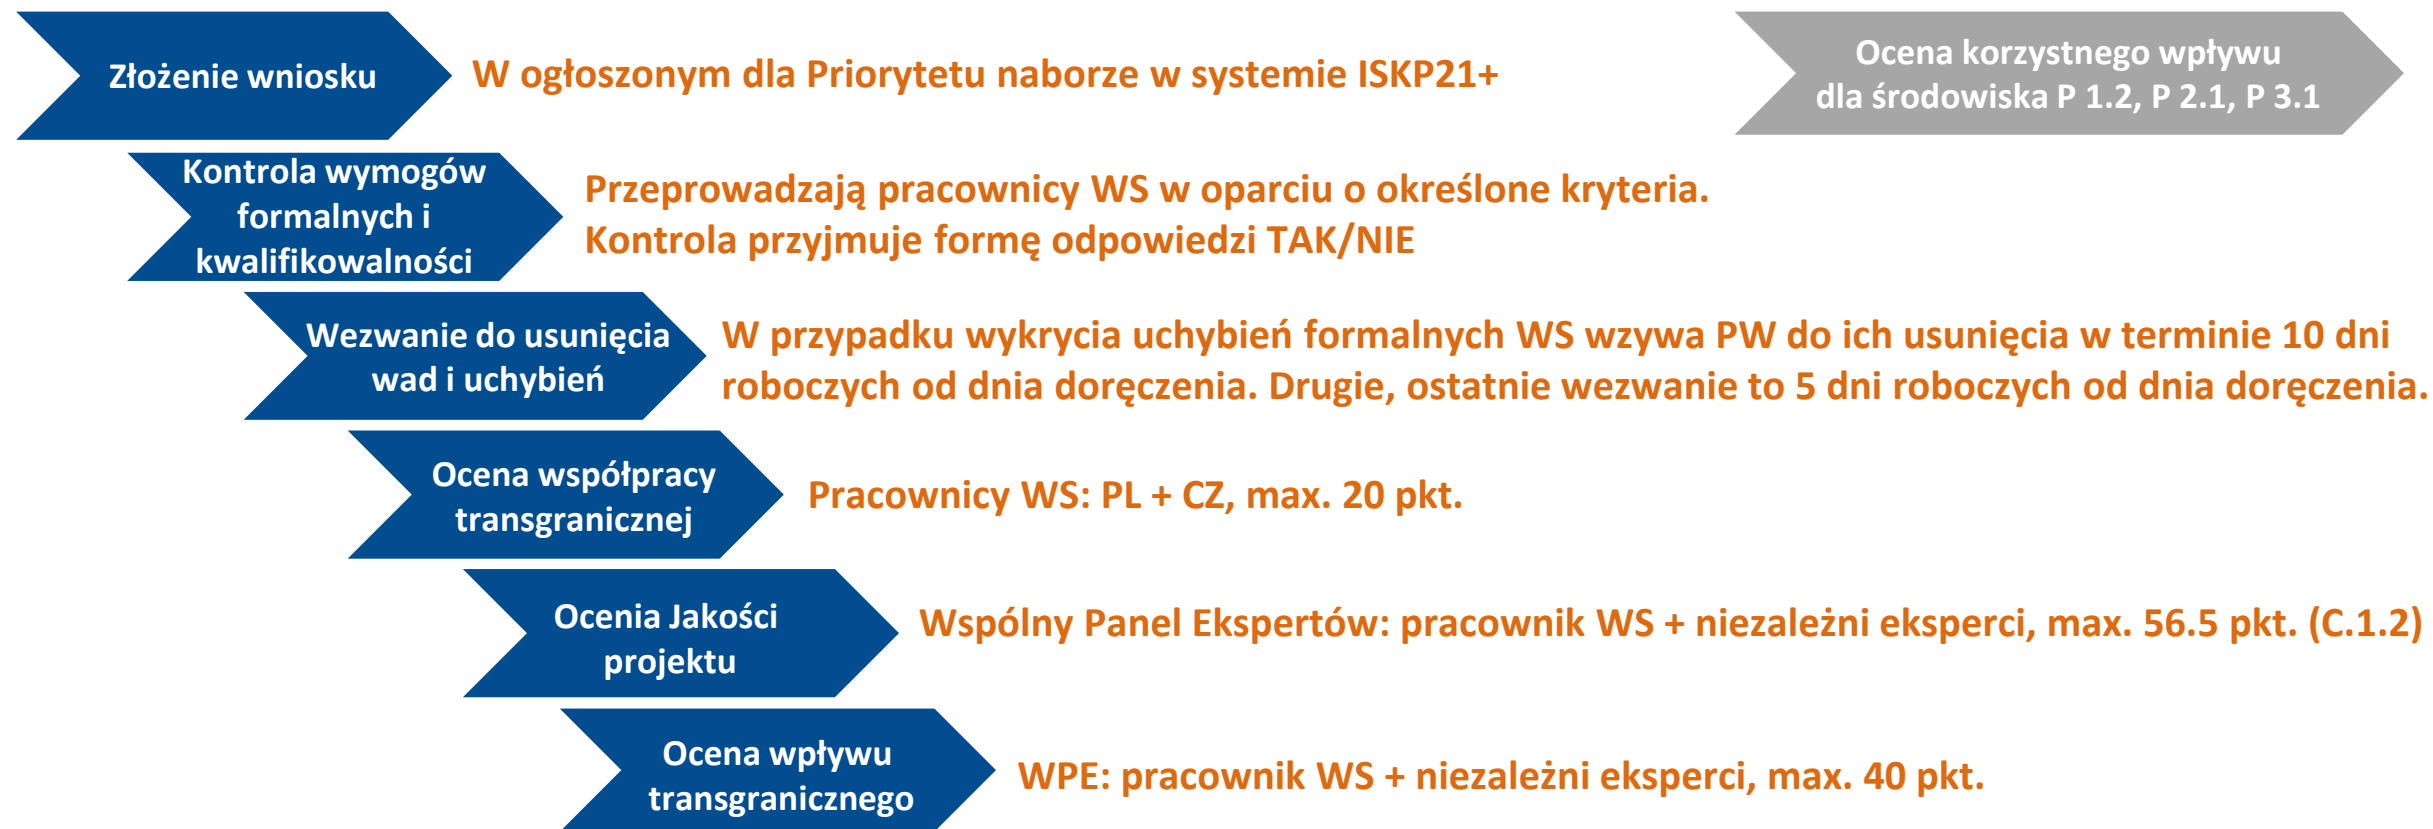 Złożenie wniosku
W ogłoszonym dla Priorytetu naborze w systemie ISKP21+
Ocena korzystnego wpływu
dla środowiska P 1.2, P 2.1, P 3.1
Kontrola wymogów
formalnych i
kwalifikowalności
Przeprowadzają pracownicy WS w oparciu o określone kryteria.
Kontrola przyjmuje formę odpowiedzi TAK/NIE
Wezwanie do usunięcia
wad i uchybień
W przypadku wykrycia uchybień formalnych WS wzywa PW do ich usunięcia w terminie 10 dni
roboczych od dnia doręczenia. Drugie, ostatnie wezwanie to 5 dni roboczych od dnia doręczenia.
Ocena współpracy
transgranicznej
Pracownicy WS: PL + CZ, max. 20 pkt.
Ocenia Jakości
projektu
Wspólny Panel Ekspertów: pracownik WS + niezależni eksperci, max. 56.5 pkt. (C.1.2)
Ocena wpływu
transgranicznego
WPE: pracownik WS + niezależni eksperci, max. 40 pkt.